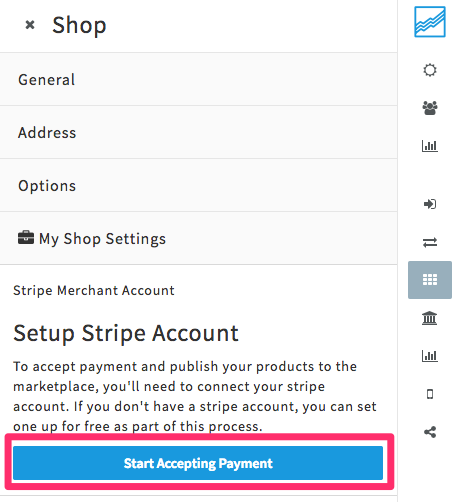 Shop
General
Address
Options
My Shop Settings
Stripe Merchant Account
Setup Stripe Account
To accept payment and publish your products to the
marketplace, you'll need to connect your stripe
account. If you don't have a stripe account, you can set
one up for free as part of this process.
Start Accepting Payment